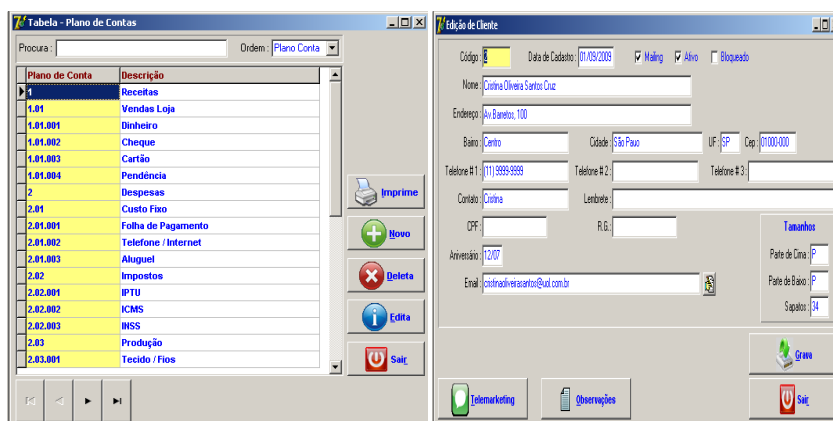 Tabela - Plano de Contas
Procura :
Ordem : Plano Conta
Plano de Conta Descrição
1 Receitas
1.01 Vendas Loja
1.01.001 Dinheiro
1.01.002 Cheque
1.01.003 Cartão
1.01.004 Pendência
2 Despesas
2.01 Custo Fixo
2.01.001 Folha de Pagamento
2.01.002 Telefone / Internet
2.01.003 Aluguel
2.02 Impostos
2.02.001 IPTU
2.02.002 ICMS
2.02.003 INSS
2.03 Produção
2.03.001 Tecido / Fios
Imprime
Novo
Deleta
Edita
Sair
Edição de Cliente
Código : 2 Data de Cadastro : 01/09/2009 Mailing Ativo Bloqueado
Nome : Cristina Oliveira Santos Cruz
Endereço : Av.Barretos, 100
Bairro : Centro Cidade : São Paulo UF : SP Cep : 01000-000
Telefone # 1 : (11) 9999-9999 Telefone # 2 : Telefone # 3 :
Contato : Cristina Lembrete :
CPF : R.G.:
Aniversário : 12/07
Email : cristinaoliveirasantos@uol.com.br
Tamanhos
Parte de Cima : P
Parte de Baixo : P
Sapatos : 34
Grava
Telemarketing Observações Sair